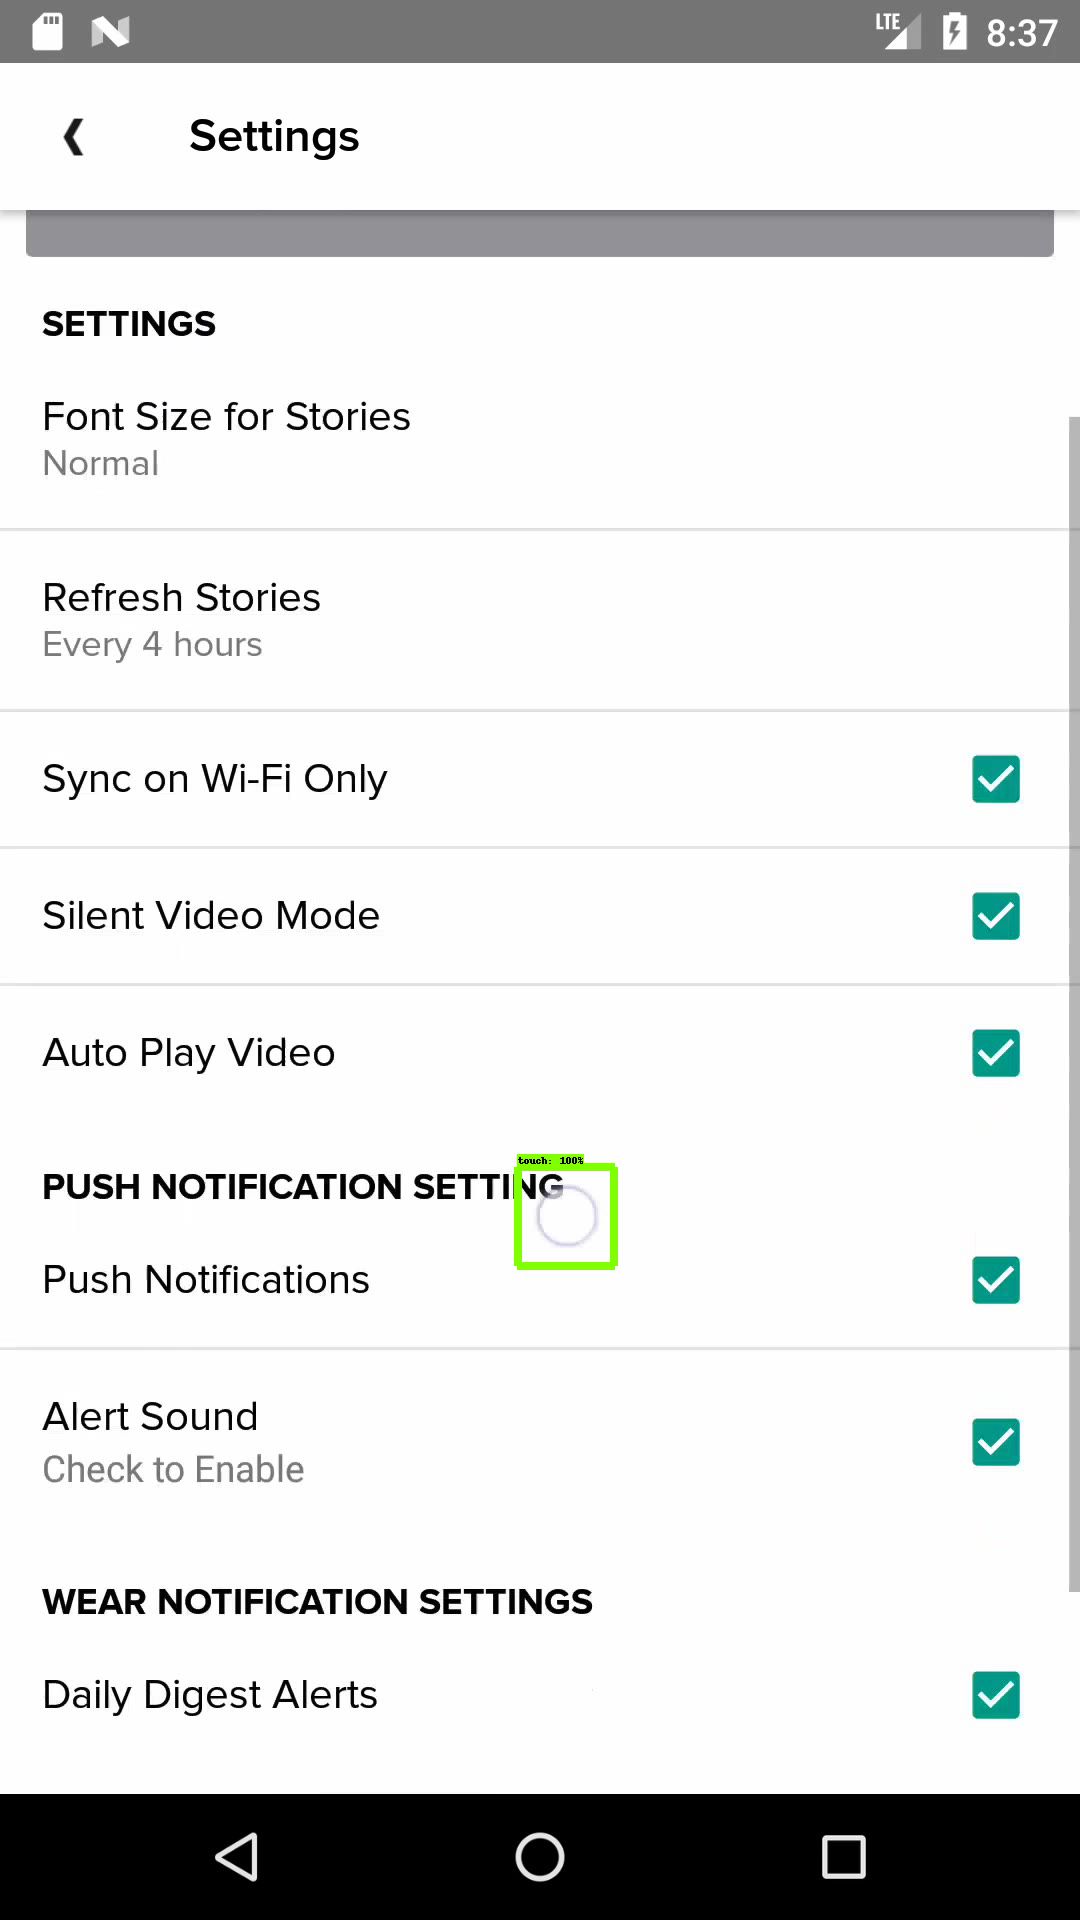 LTE 8:37
Settings
SETTINGS
Font Size for Stories
Normal
Refresh Stories
Every 4 hours
Sync on Wi-Fi Only
Silent Video Mode
Auto Play Video
touch: 100%
PUSH NOTIFICATION SETTING
Push Notifications
Alert Sound
Check to Enable
WEAR NOTIFICATION SETTINGS
Daily Digest Alerts